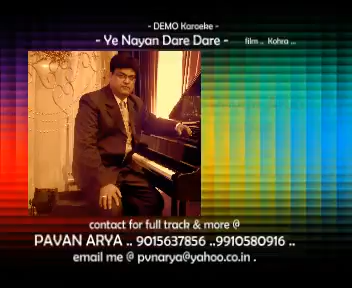 - DEMO Karaoke -
- Ye Nayan Dare Dare - film .. Kohra ...
contact for full track & more @
PAVAN ARYA .. 9015637856 ..9910580916 ..
email me @ pvnarya@yahoo.co.in .